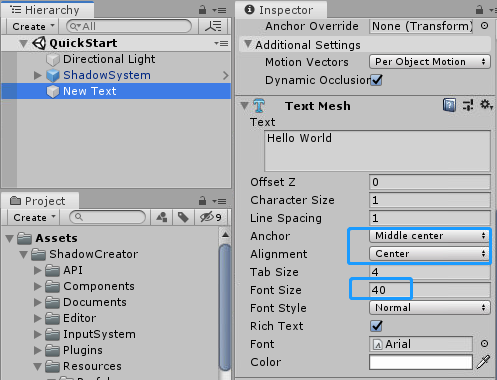 Hierarchy
Create
All
QuickStart
Directional Light
ShadowSystem
New Text
Project
Create
9
Assets
ShadowCreator
API
Components
Documents
Editor
InputSystem
Plugins
Resources
Inspector
Anchor Override None (Transform)
Additional Settings
Motion Vectors Per Object Motion
Dynamic Occlusion
Text Mesh
Text
Hello World
Offset Z 0
Character Size 1
Line Spacing 1
Anchor Middle center
Alignment Center
Tab Size 4
Font Size 40
Font Style Normal
Rich Text
Font Arial
Color